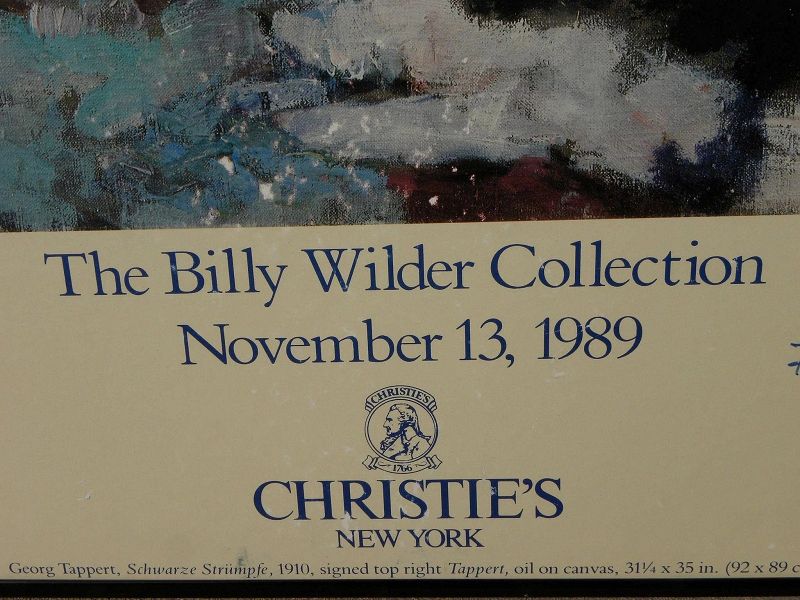 The Billy Wilder Collection
November 13, 1989
CHRISTIE'S
1766
CHRISTIE'S
NEW YORK
Georg Tappert, Schwarze Strümpfe, 1910, signed top right Tappert, oil on canvas, 31¼ x 35 in. (92 x 89 c